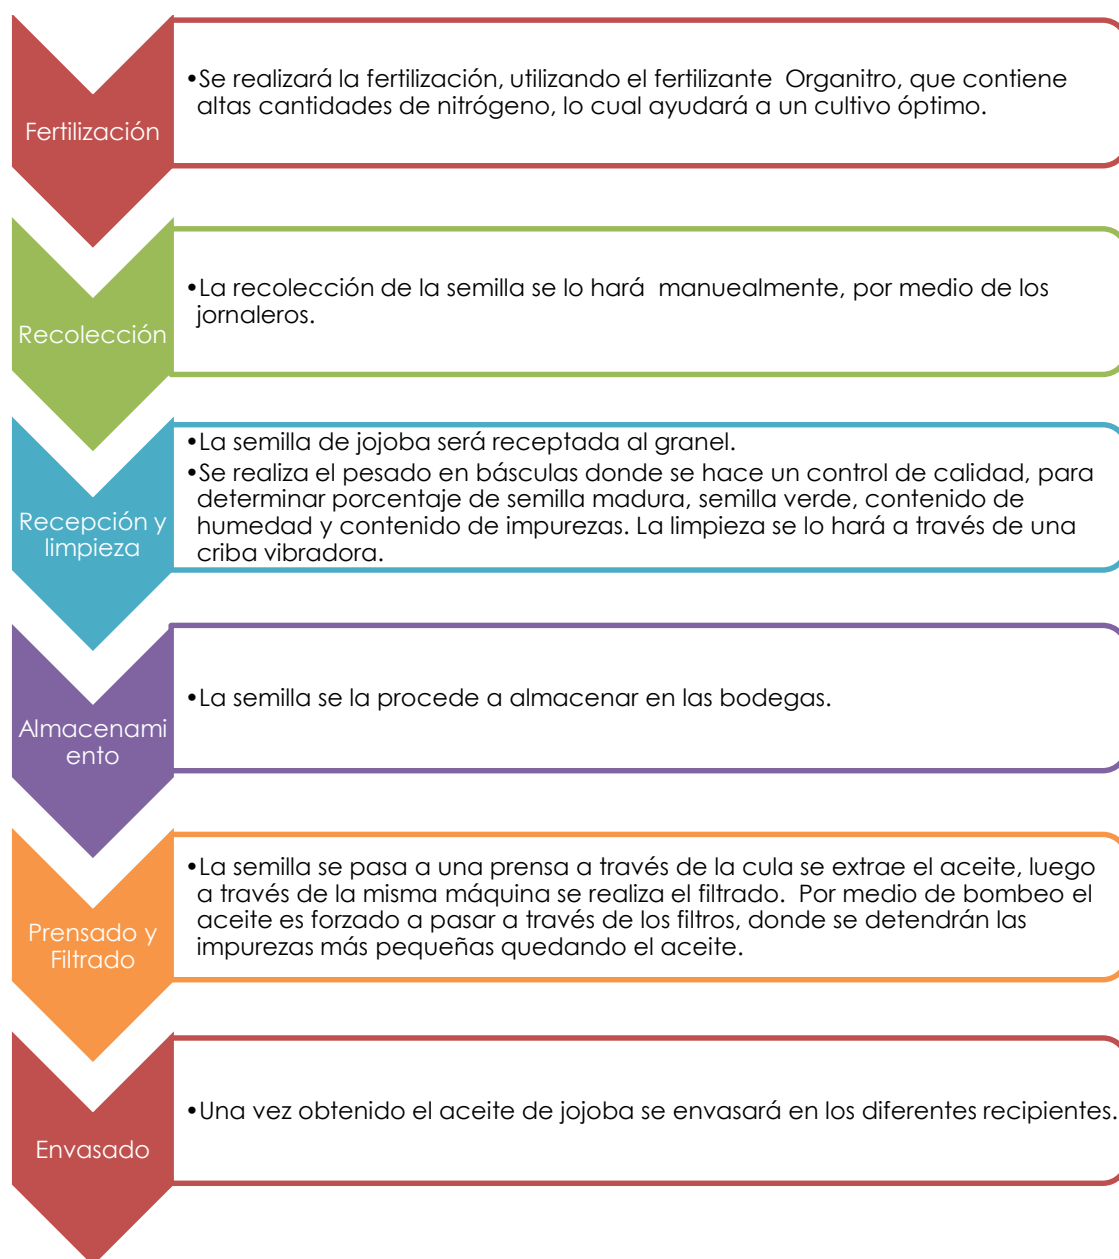 Fertilización
•Se realizará la fertilización, utilizando el fertilizante  Organitro, que contiene
altas cantidades de nitrógeno, lo cual ayudará a un cultivo óptimo.
Recolección
•La recolección de la semilla se lo hará  manuealmente, por medio de los
jornaleros.
Recepción y
limpieza
•La semilla de jojoba será receptada al granel.
•Se realiza el pesado en básculas donde se hace un control de calidad, para
determinar porcentaje de semilla madura, semilla verde, contenido de
humedad y contenido de impurezas. La limpieza se lo hará a través de una
criba vibradora.
Almacenami
ento
•La semilla se la procede a almacenar en las bodegas.
Prensado y
Filtrado
•La semilla se pasa a una prensa a través de la cula se extrae el aceite, luego
a través de la misma máquina se realiza el filtrado.  Por medio de bombeo el
aceite es forzado a pasar a través de los filtros, donde se detendrán las
impurezas más pequeñas quedando el aceite.
Envasado
•Una vez obtenido el aceite de jojoba se envasará en los diferentes recipientes.